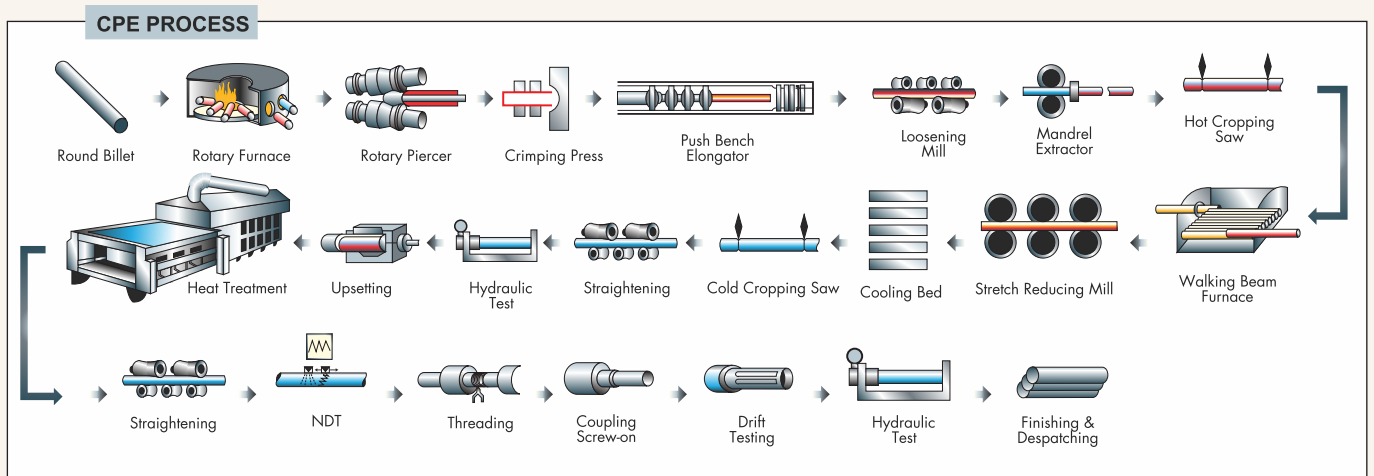 CPE PROCESS
Round Billet
Rotary Furnace
Rotary Piercer
Crimping Press
Push Bench
Elongator
Loosening
Mill
Mandrel
Extractor
Hot Cropping
Saw
Heat Treatment
Upsetting
Hydraulic
Test
Straightening
Cold Cropping Saw
Cooling Bed
Stretch Reducing Mill
Walking Beam
Furnace
Straightening
NDT
Threading
Coupling
Screw-on
Drift
Testing
Hydraulic
Test
Finishing &
Despatching